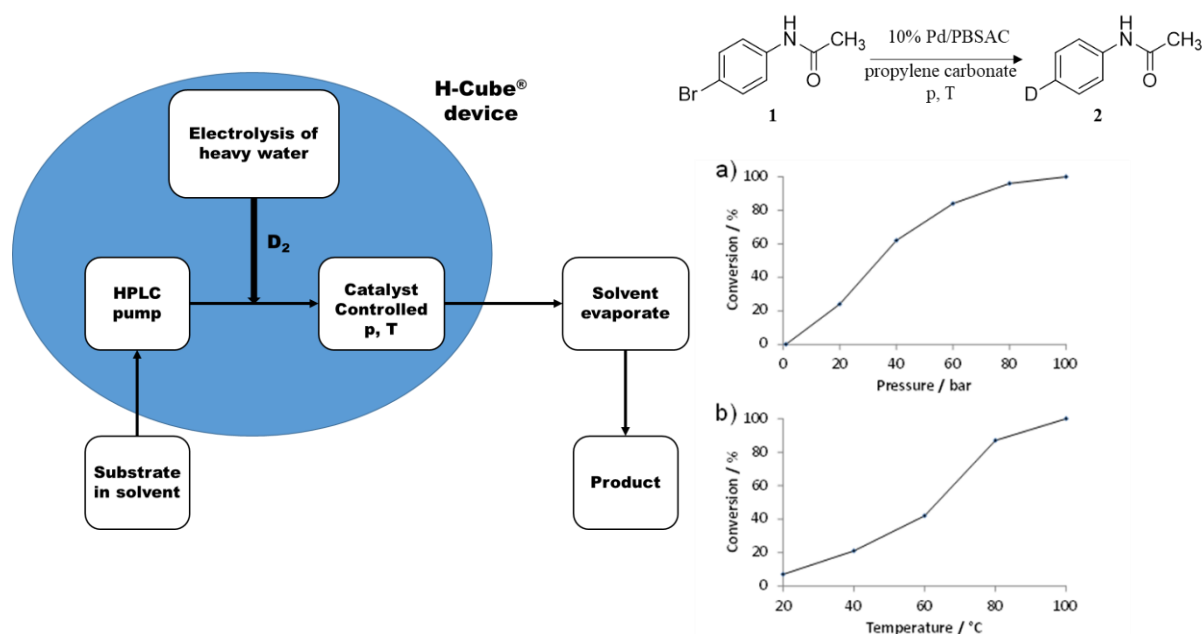 H-Cube®
device
Electrolysis of
heavy water
D₂
HPLC
pump
Catalyst
Controlled
p, T
Solvent
evaporate
Substrate
in solvent
Product
H
N
CH₃
O
Br
1
10% Pd/PBSAC
propylene carbonate
p, T
H
N
CH₃
O
D
2
a)
Conversion / %
100
80
60
40
20
0
0 20 40 60 80 100
Pressure / bar
b)
Conversion / %
100
80
60
40
20
0
20 40 60 80 100
Temperature / °C